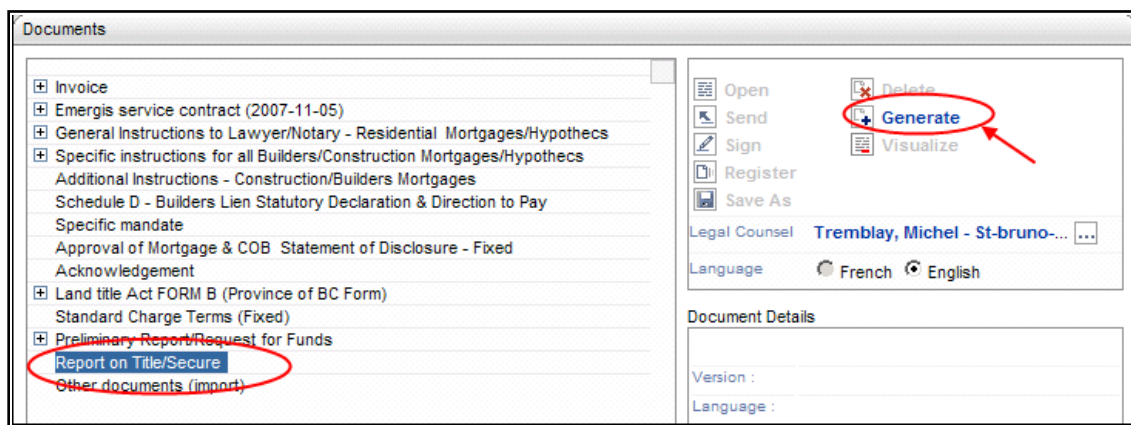 Documents
Invoice
Emergis service contract (2007-11-05)
General Instructions to Lawyer/Notary - Residential Mortgages/Hypothecs
Specific instructions for all Builders/Construction Mortgages/Hypothecs
Additional Instructions - Construction/Builders Mortgages
Schedule D - Builders Lien Statutory Declaration & Direction to Pay
Specific mandate
Approval of Mortgage & COB Statement of Disclosure - Fixed
Acknowledgement
Land title Act FORM B (Province of BC Form)
Standard Charge Terms (Fixed)
Preliminary Report/Request for Funds
Report on Title/Secure
Other documents (import)
Open Delete
Send Generate
Sign Visualize
Register
Save As
Legal Counsel Tremblay, Michel - St-bruno-... ...
Language French English
Document Details
Version :
Language :